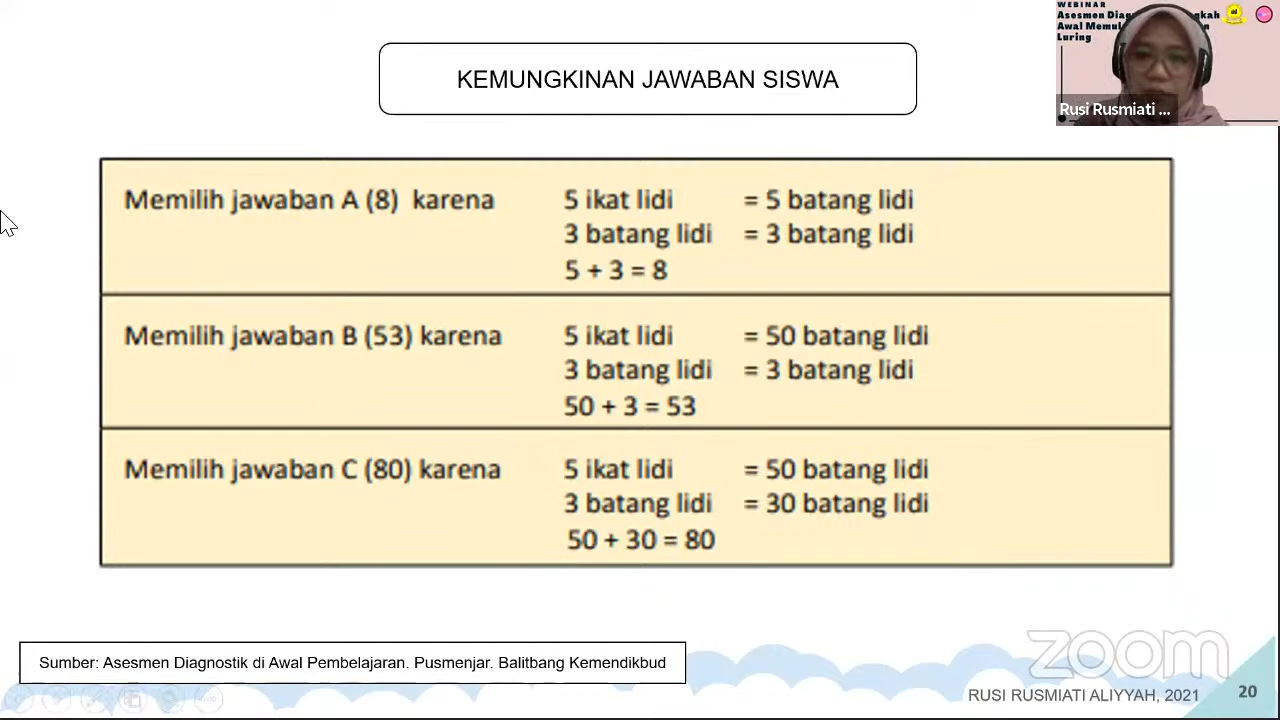 KEMUNGKINAN JAWABAN SISWA
WEBINAR
Asesmen
Awal
Luring
Rusi Rusmiati ...
Memilih jawaban A (8) karena 5 ikat lidi = 5 batang lidi
3 batang lidi = 3 batang lidi
5 + 3 = 8
Memilih jawaban B (53) karena 5 ikat lidi = 50 batang lidi
3 batang lidi = 3 batang lidi
50 + 3 = 53
Memilih jawaban C (80) karena 5 ikat lidi = 50 batang lidi
3 batang lidi = 30 batang lidi
50 + 30 = 80
zoom
Sumber: Asesmen Diagnostik di Awal Pembelajaran. Pusmenjar. Balitbang Kemendikbud
RUSI RUSMIATI ALIYYAH, 2021 20